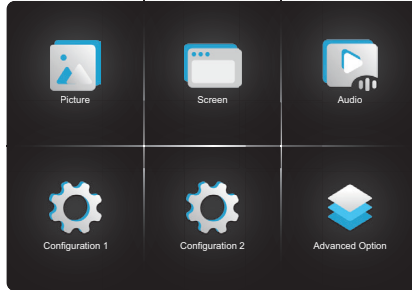 Picture
Screen
Audio
Configuration 1
Configuration 2
Advanced Option